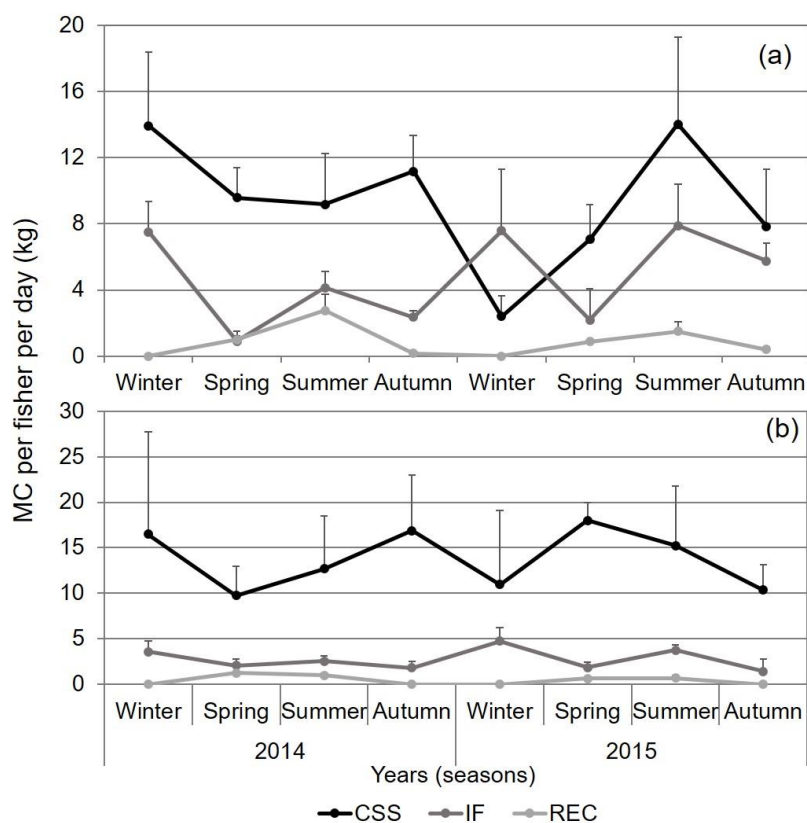 20
(a)
16
12
8
4
0
Winter Spring Summer Autumn Winter Spring Summer Autumn
MC per fisher per day (kg)
30
(b)
25
20
15
10
5
0
Winter Spring Summer Autumn Winter Spring Summer Autumn
2014 2015
Years (seasons)
CSS IF REC